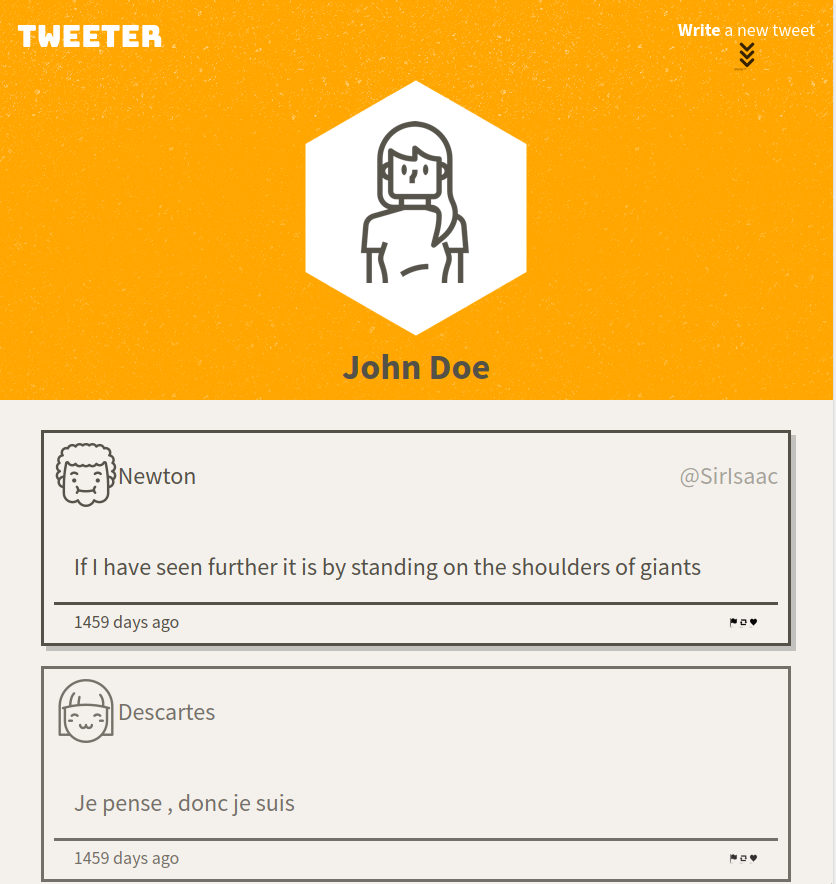 TWEETER
Write a new tweet
John Doe
Newton
@SirIsaac
If I have seen further it is by standing on the shoulders of giants
1459 days ago
Descartes
Je pense , donc je suis
1459 days ago